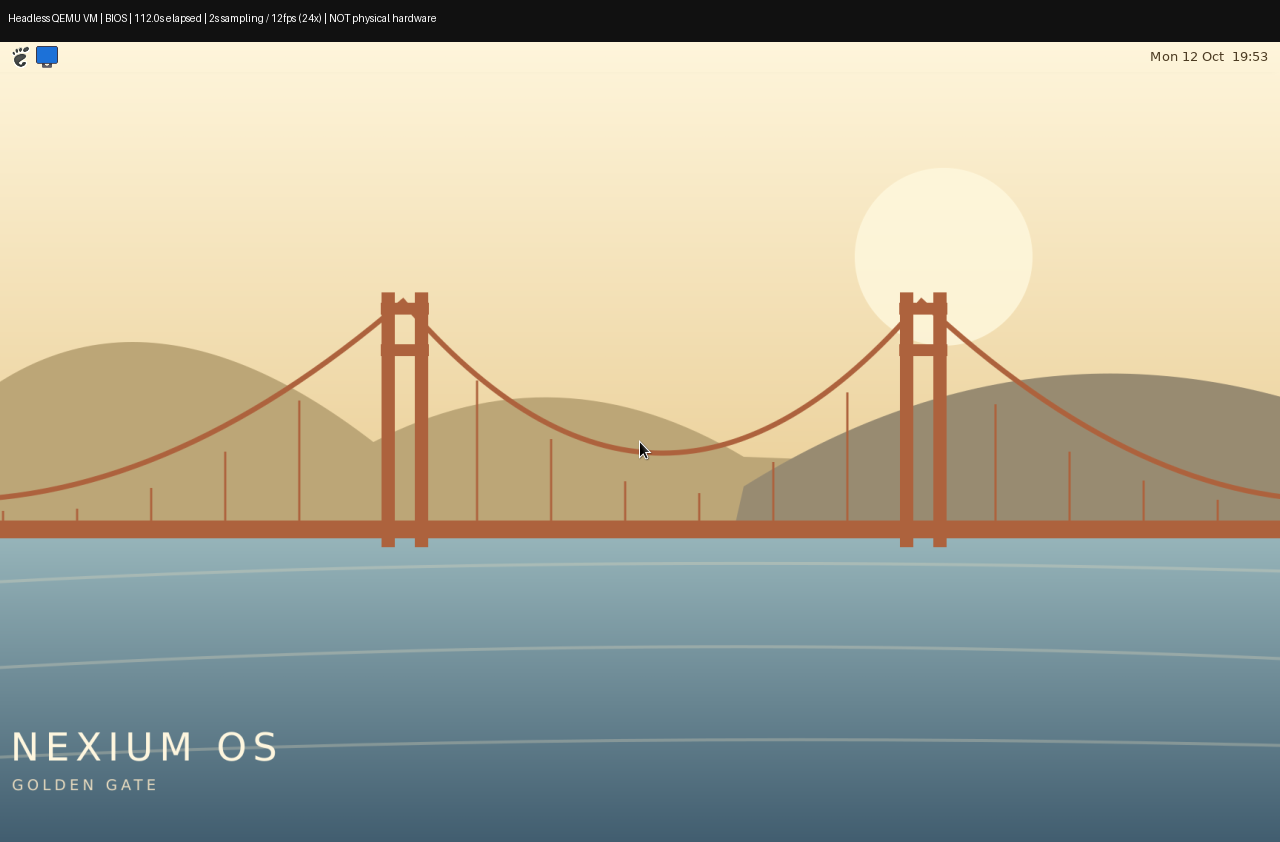 Headless QEMU VM | BIOS | 112.0s elapsed | 2s sampling / 12fps (24x) | NOT physical hardware
Mon 12 Oct 19:53
NEXIUM OS
GOLDEN GATE